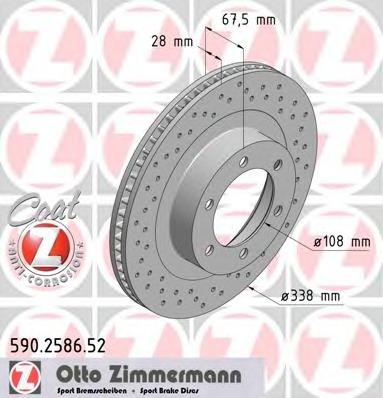 67,5 mm
28 mm
Coat
Z
ANTI-CORROSION
ø108 mm
ø338 mm
590.2586.52
Z
Otto Zimmermann
Sport Bremsscheiben • Sport Brake Discs